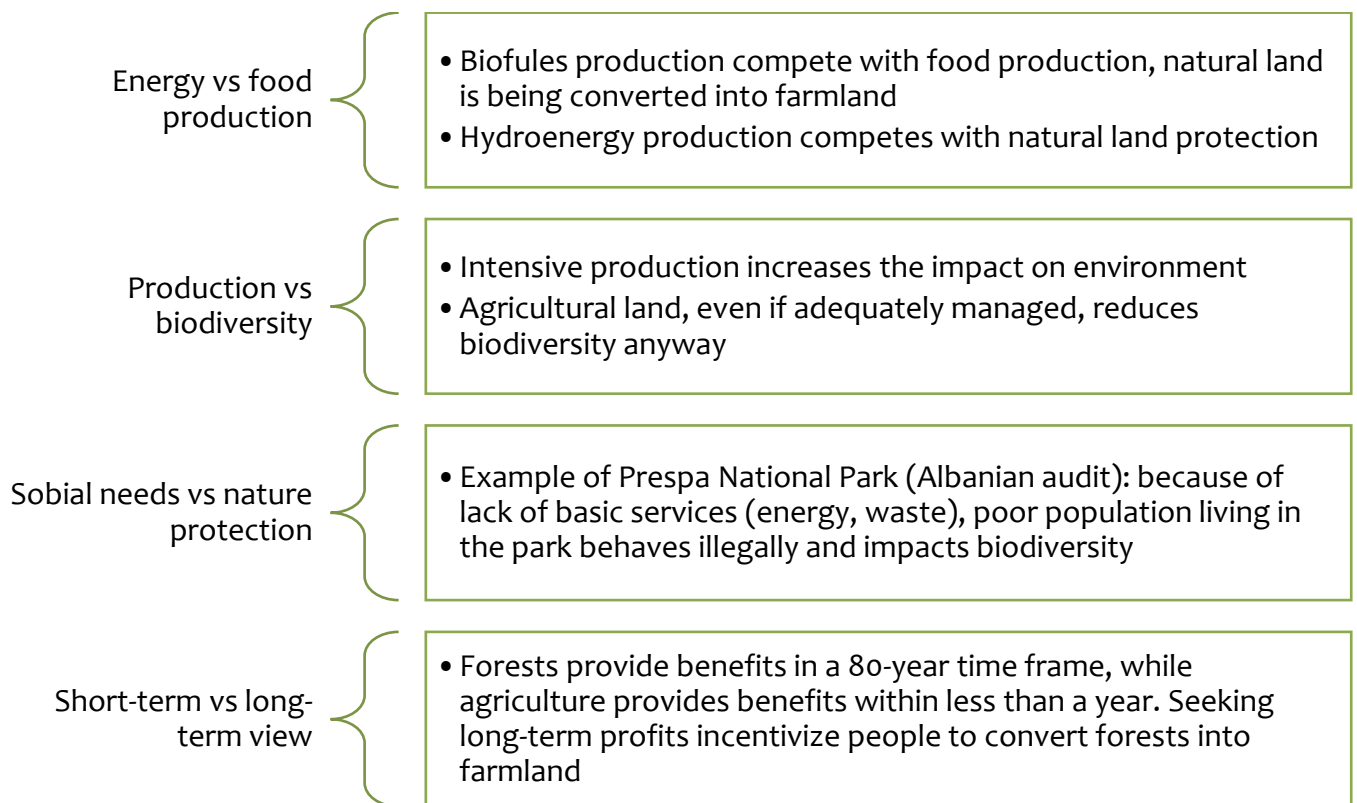 Energy vs food
production
• Biofules production compete with food production, natural land
is being converted into farmland
• Hydroenergy production competes with natural land protection
Production vs
biodiversity
• Intensive production increases the impact on environment
• Agricultural land, even if adequately managed, reduces
biodiversity anyway
Sobial needs vs nature
protection
• Example of Prespa National Park (Albanian audit): because of
lack of basic services (energy, waste), poor population living in
the park behaves illegally and impacts biodiversity
Short-term vs long-
term view
• Forests provide benefits in a 80-year time frame, while
agriculture provides benefits within less than a year. Seeking
long-term profits incentivize people to convert forests into
farmland